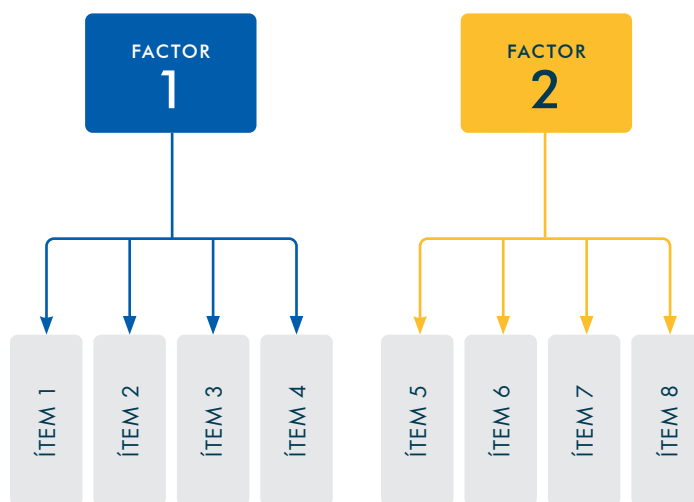 FACTOR
1
FACTOR
2
ÍTEM 1
ÍTEM 2
ÍTEM 3
ÍTEM 4
ÍTEM 5
ÍTEM 6
ÍTEM 7
ÍTEM 8